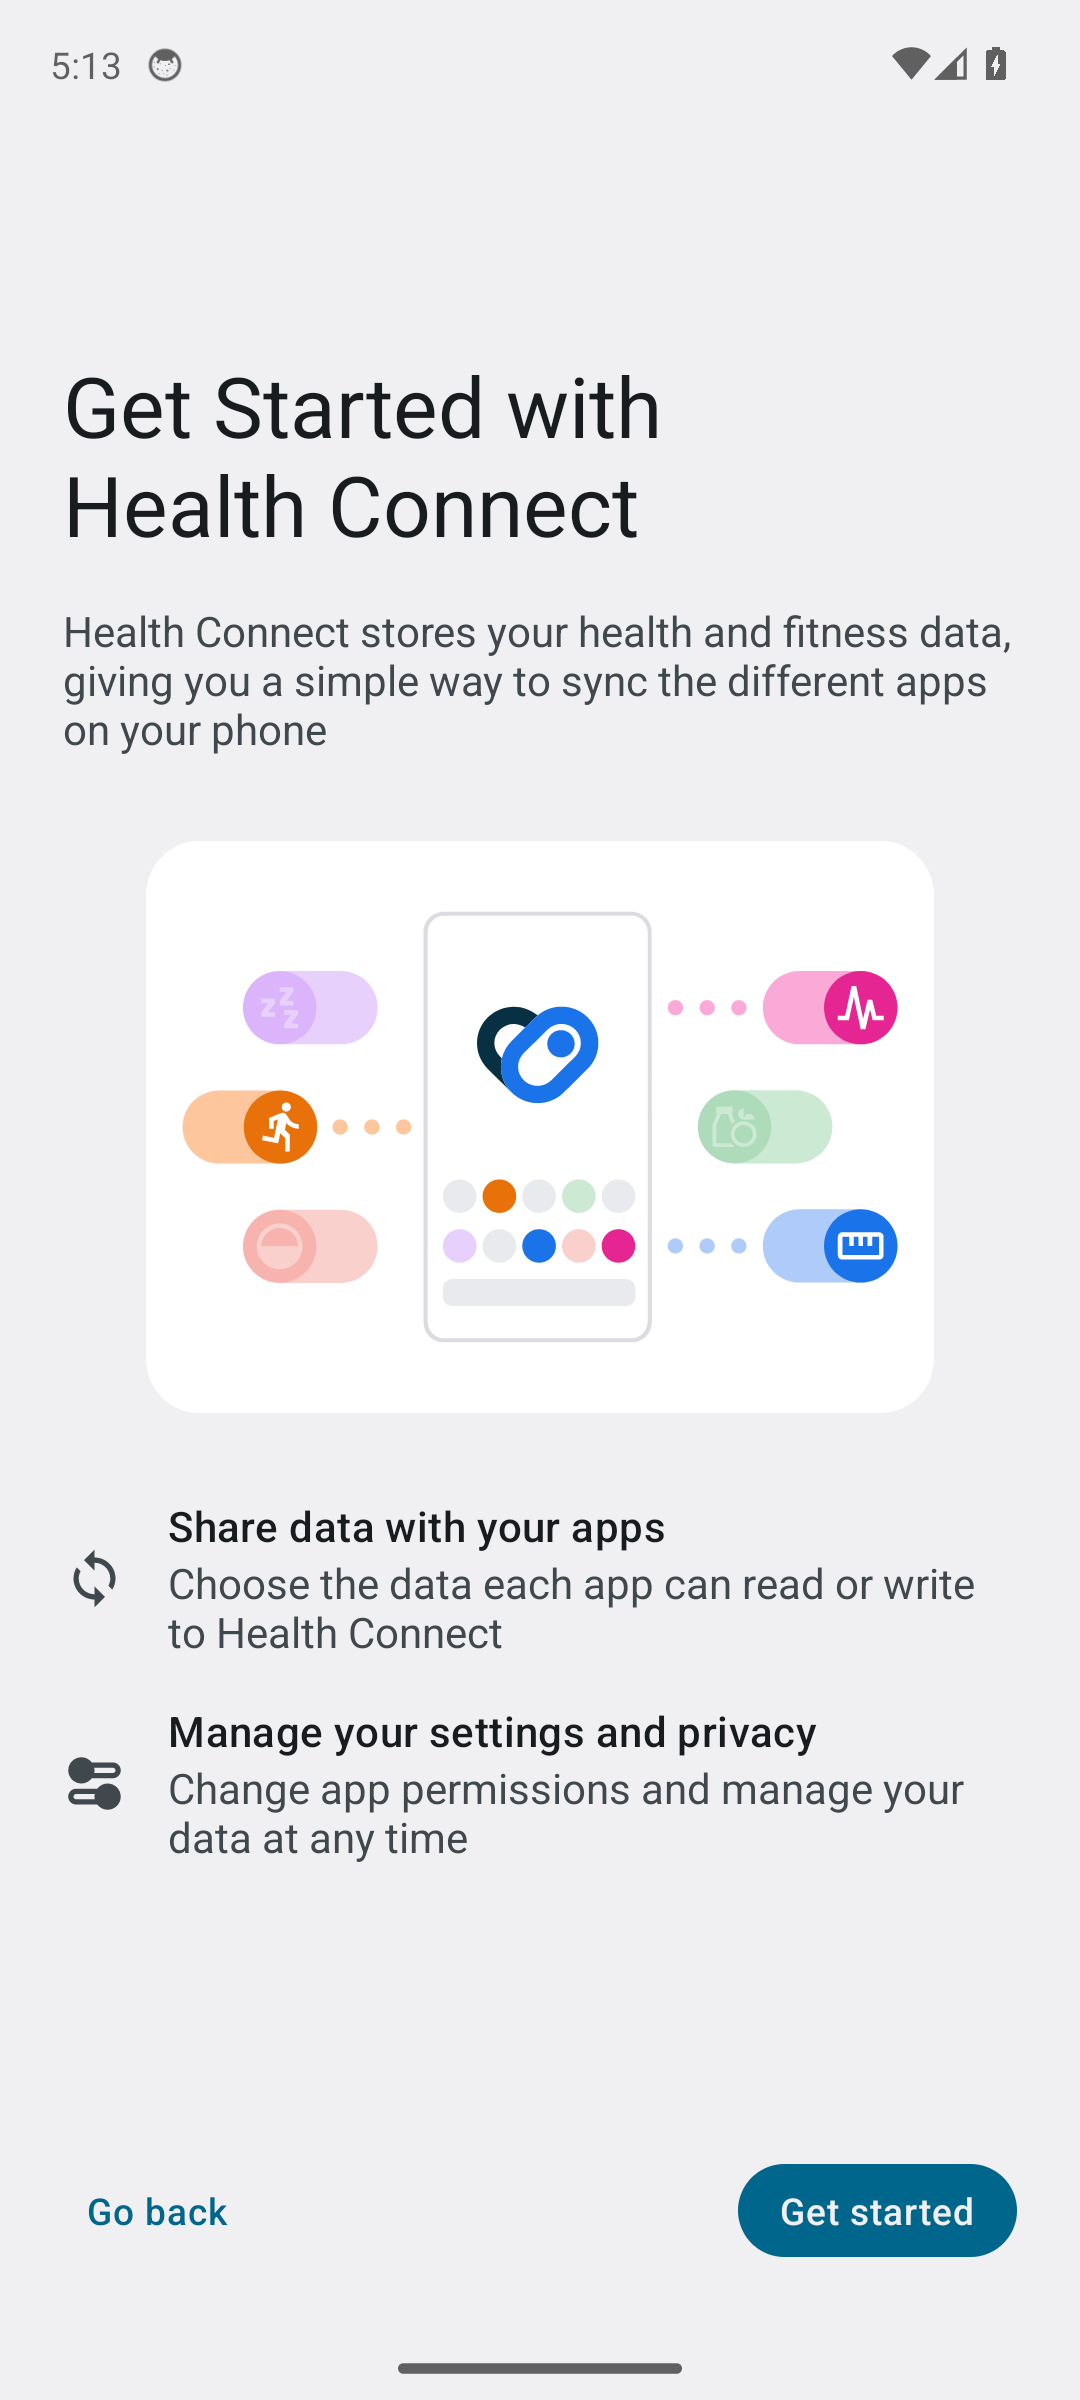 5:13
Get Started with
Health Connect
Health Connect stores your health and fitness data,
giving you a simple way to sync the different apps
on your phone
Share data with your apps
Choose the data each app can read or write
to Health Connect
Manage your settings and privacy
Change app permissions and manage your
data at any time
Go back
Get started